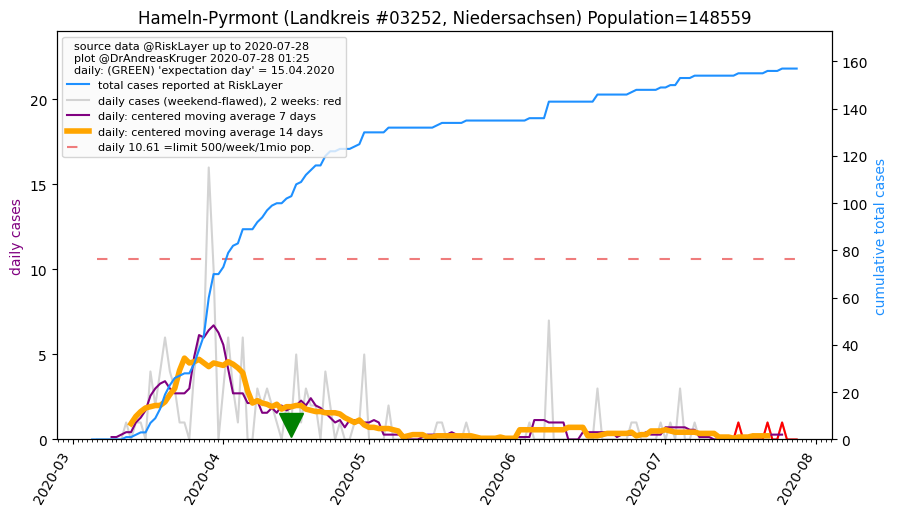 Hameln-Pyrmont (Landkreis #03252, Niedersachsen) Population=148559
source data @RiskLayer up to 2020-07-28
plot @DrAndreasKruger 2020-07-28 01:25
daily: (GREEN) 'expectation day' = 15.04.2020
total cases reported at RiskLayer
daily cases (weekend-flawed), 2 weeks: red
daily: centered moving average 7 days
daily: centered moving average 14 days
daily 10.61 =limit 500/week/1mio pop.
daily cases
20
15
10
5
0
cumulative total cases
160
140
120
100
80
60
40
20
0
2020-03
2020-04
2020-05
2020-06
2020-07
2020-08